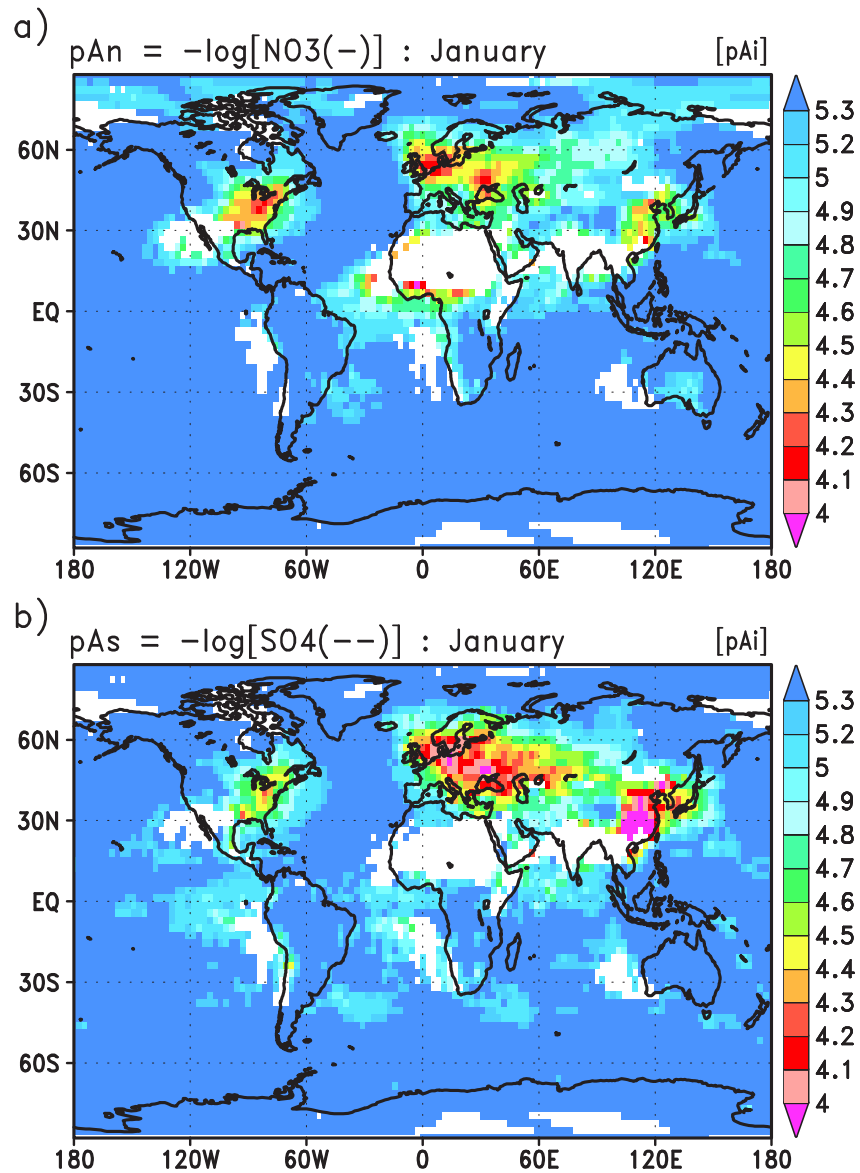 a)
pAn = -log[NO3(-)] : January [pAi]
5.3
5.2
5
4.9
4.8
4.7
4.6
4.5
4.4
4.3
4.2
4.1
4
60N
30N
EQ
30S
60S
180 120W 60W 0 60E 120E 180
b)
pAs = -log[SO4(--)] : January [pAi]
5.3
5.2
5
4.9
4.8
4.7
4.6
4.5
4.4
4.3
4.2
4.1
4
60N
30N
EQ
30S
60S
180 120W 60W 0 60E 120E 180